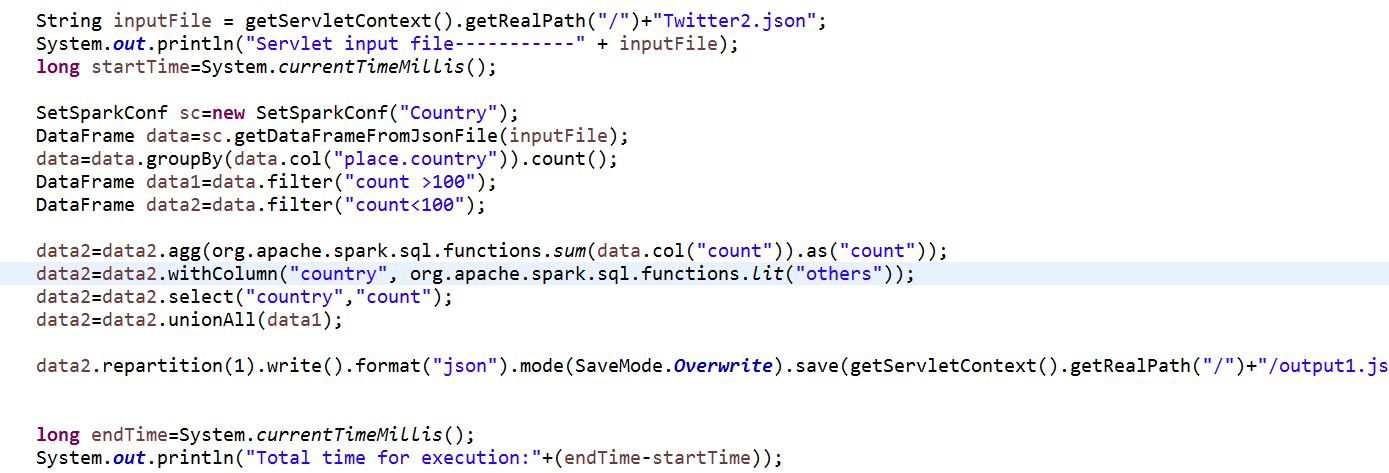 String inputFile = getServletContext().getRealPath("/")+"Twitter2.json";
System.out.println("Servlet input file-----------" + inputFile);
long startTime=System.currentTimeMillis();
SetSparkConf sc=new SetSparkConf("Country");
DataFrame data=sc.getDataFrameFromJsonFile(inputFile);
data=data.groupBy(data.col("place.country")).count();
DataFrame data1=data.filter("count >100");
DataFrame data2=data.filter("count<100");
data2=data2.agg(org.apache.spark.sql.functions.sum(data.col("count")).as("count"));
data2=data2.withColumn("country", org.apache.spark.sql.functions.lit("others"));
data2=data2.select("country","count");
data2=data2.unionAll(data1);
data2.repartition(1).write().format("json").mode(SaveMode.Overwrite).save(getServletContext().getRealPath("/")+"/output1.js
long endTime=System.currentTimeMillis();
System.out.println("Total time for execution:"+(endTime-startTime));